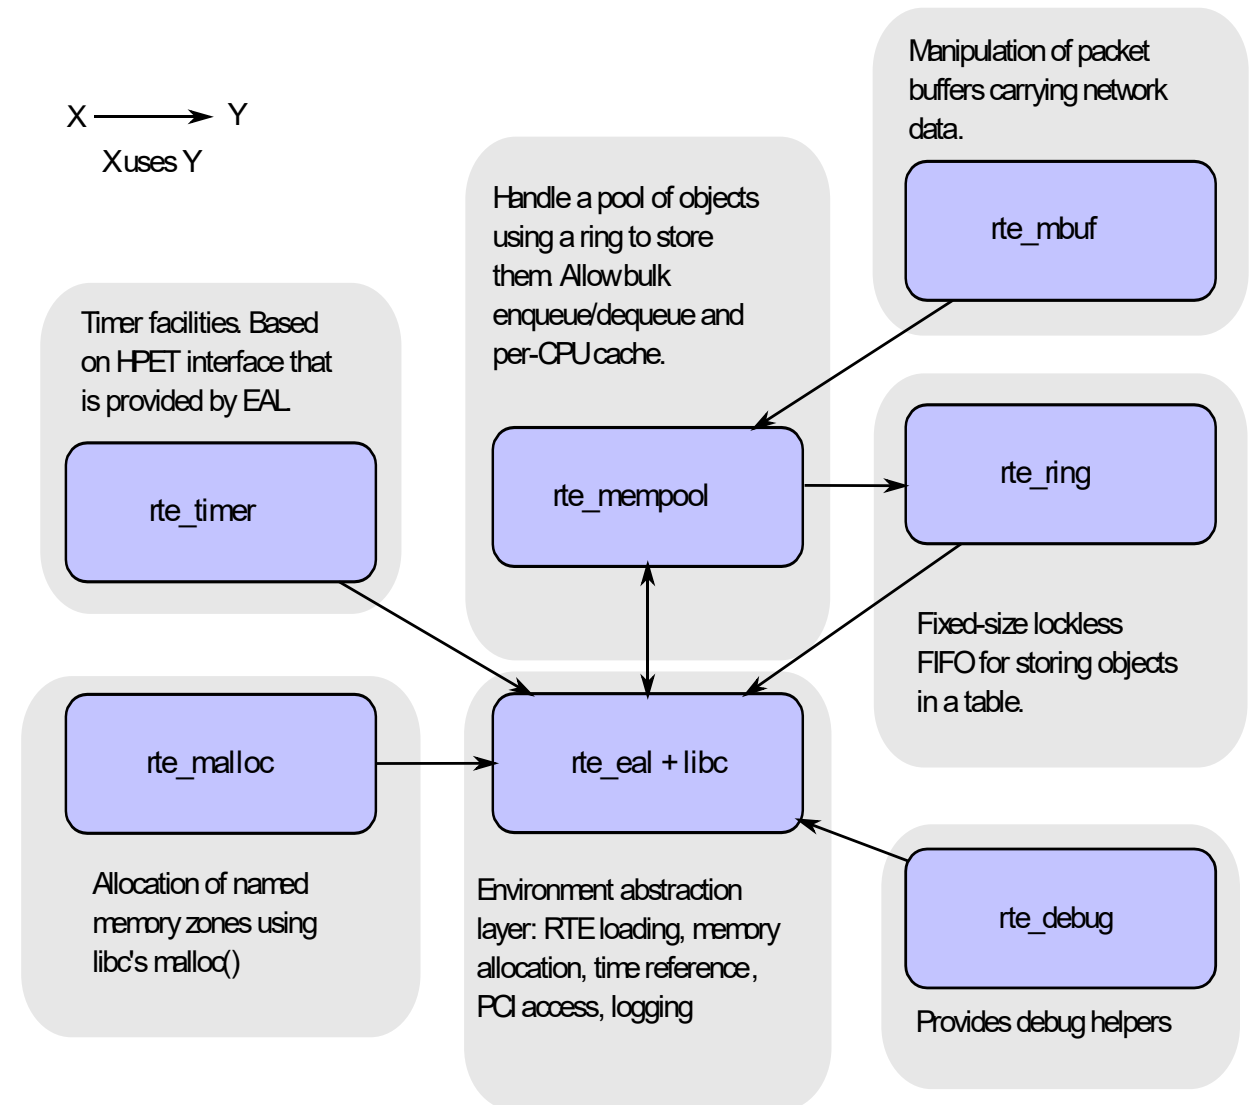 X
Y
X uses Y
Manipulation of packet
buffers carrying network
data.
rte_mbuf
Handle a pool of objects
using a ring to store
them. Allow bulk
enqueue/dequeue and
per-CPU cache.
rte_mempool
Timer facilities. Based
on HPET interface that
is provided by EAL.
rte_timer
rte_ring
Fixed-size lockless
FIFO for storing objects
in a table.
rte_malloc
Allocation of named
memory zones using
libc's malloc()
rte_eal + libc
Environment abstraction
layer: RTE loading, memory
allocation, time reference,
PCI access, logging
rte_debug
Provides debug helpers